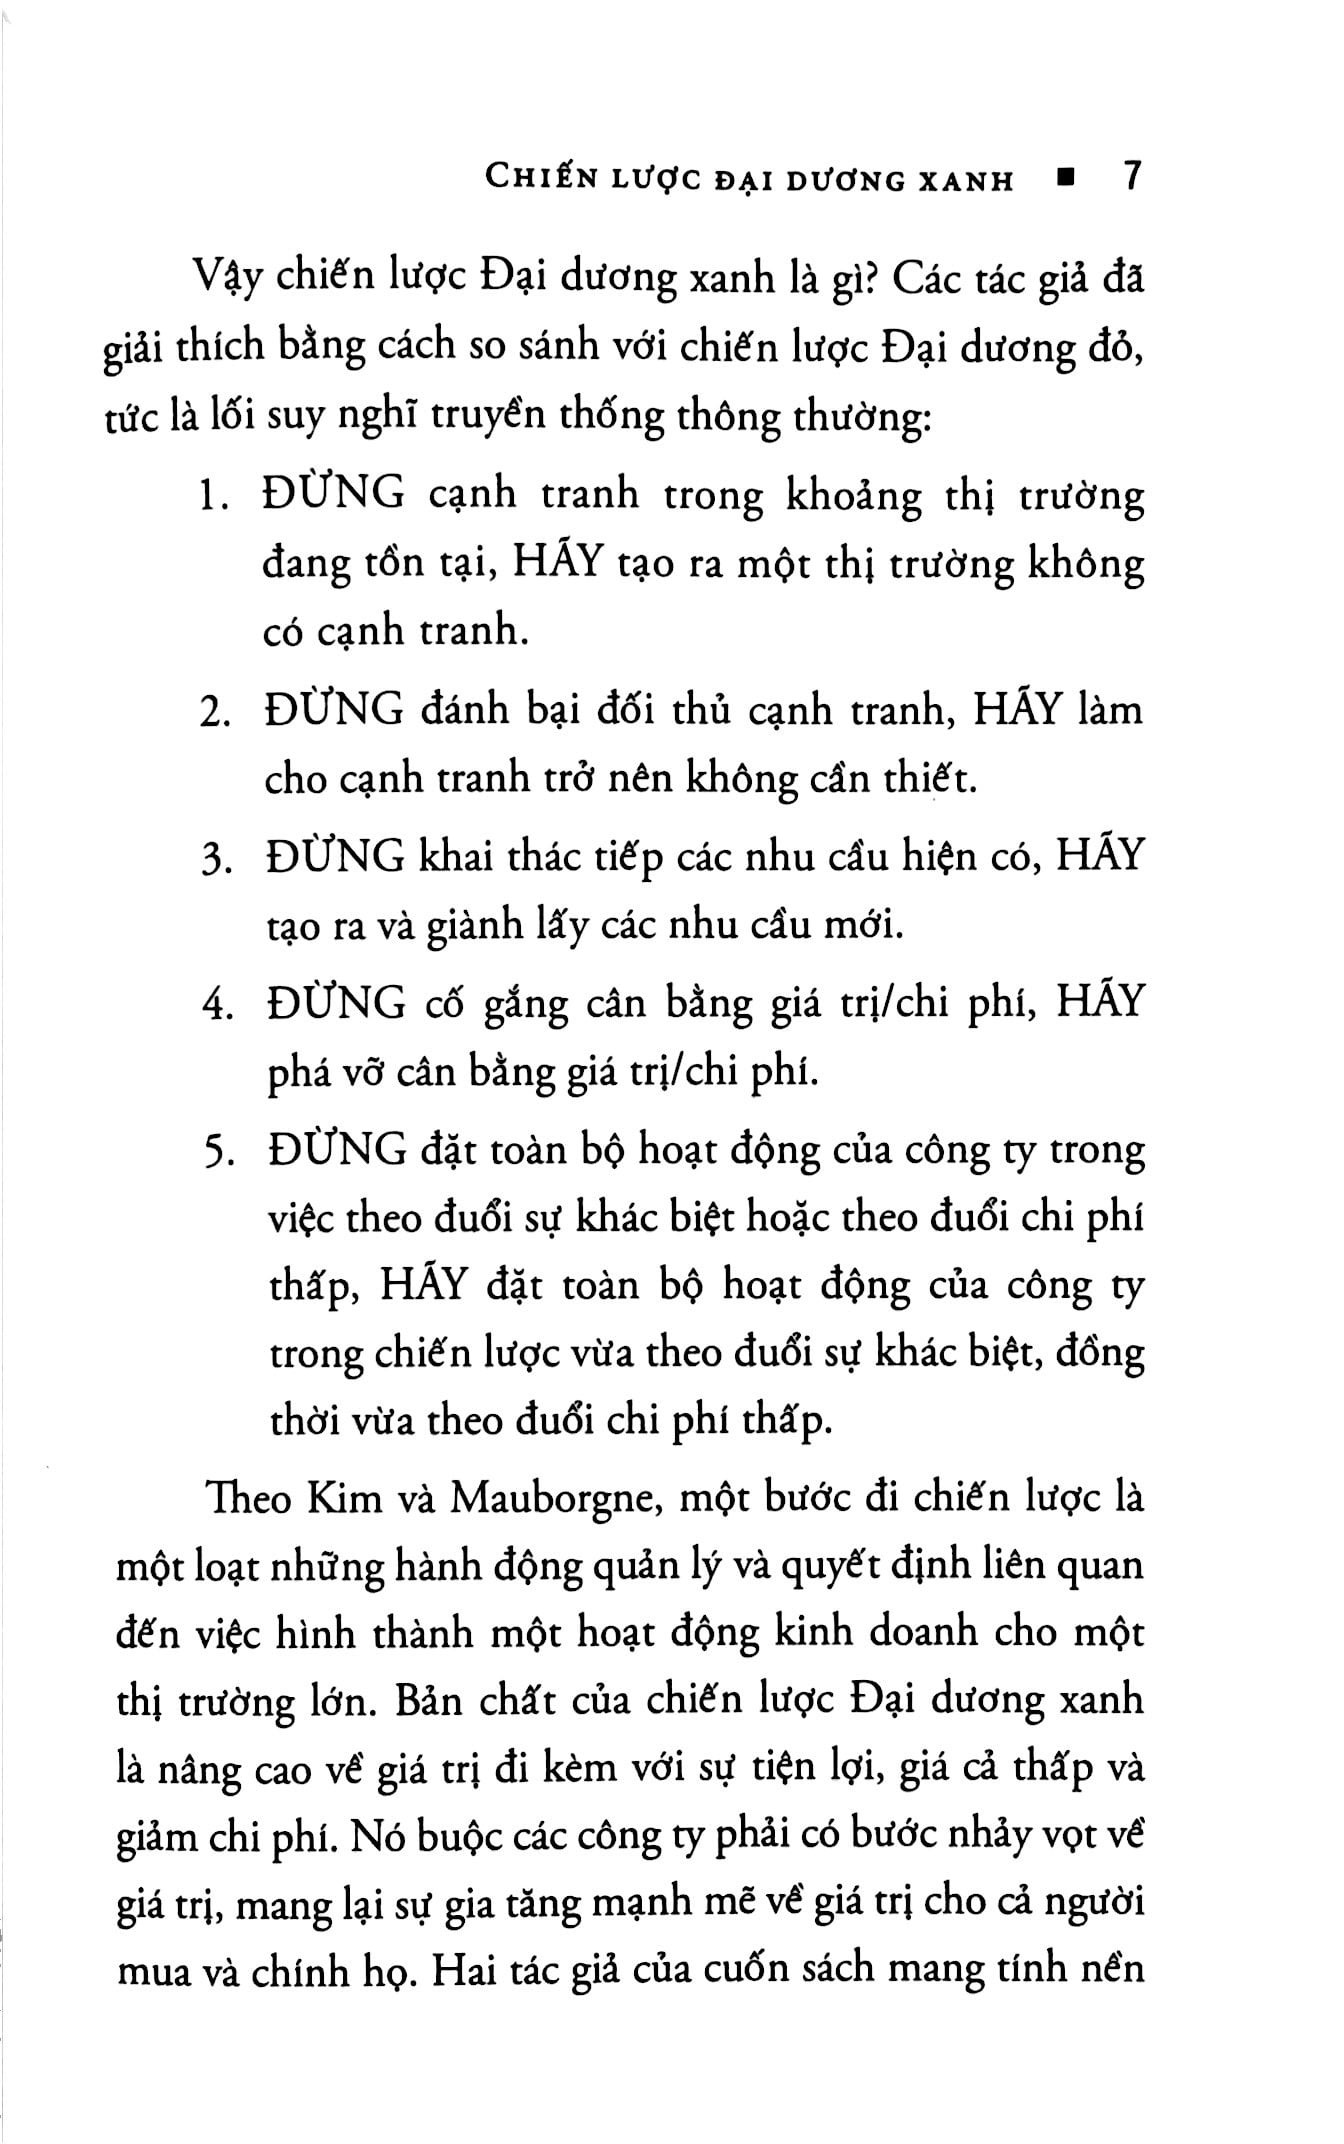 CHIẾN LƯỢC ĐẠI DƯƠNG XANH ■ 7
Vậy chiến lược Đại dương xanh là gì? Các tác giả đã
giải thích bằng cách so sánh với chiến lược Đại dương đỏ,
tức là lối suy nghĩ truyền thống thông thường:
1. ĐỪNG cạnh tranh trong khoảng thị trường
đang tồn tại, HÃY tạo ra một thị trường không
có cạnh tranh.
2. ĐỪNG đánh bại đối thủ cạnh tranh, HÃY làm
cho cạnh tranh trở nên không cần thiết.
3. ĐỪNG khai thác tiếp các nhu cầu hiện có, HÃY
tạo ra và giành lấy các nhu cầu mới.
4. ĐỪNG cố gắng cân bằng giá trị/chi phí, HÃY
phá vỡ cân bằng giá trị/chi phí.
5. ĐỪNG đặt toàn bộ hoạt động của công ty trong
việc theo đuổi sự khác biệt hoặc theo đuổi chi phí
thấp, HÃY đặt toàn bộ hoạt động của công ty
trong chiến lược vừa theo đuổi sự khác biệt, đồng
thời vừa theo đuổi chi phí thấp.
Theo Kim và Mauborgne, một bước đi chiến lược là
một loạt những hành động quản lý và quyết định liên quan
đến việc hình thành một hoạt động kinh doanh cho một
thị trường lớn. Bản chất của chiến lược Đại dương xanh
là nâng cao về giá trị đi kèm với sự tiện lợi, giá cả thấp và
giảm chi phí. Nó buộc các công ty phải có bước nhảy vọt về
giá trị, mang lại sự gia tăng mạnh mẽ về giá trị cho cả người
mua và chính họ. Hai tác giả của cuốn sách mang tính nền